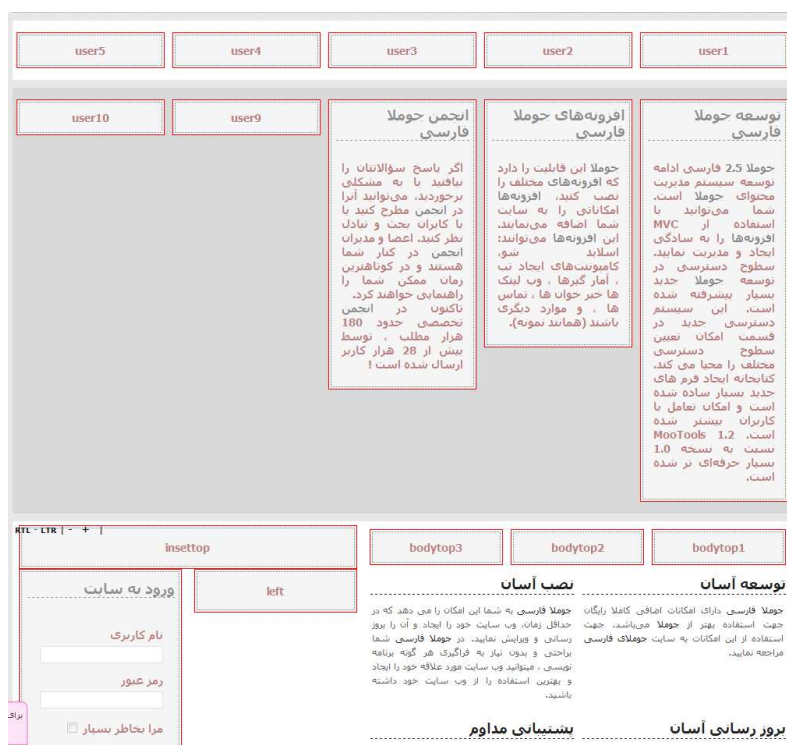 user1
user2
user3
user4
user5
توسعه جوملا
فارسی
جوملا 2.5 فارسی ادامه
توسعه سیستم مدیریت
محتوای جوملا است.
شما می‌توانید با
استفاده از MVC
افزونه‌ها را به سادگی
ایجاد و مدیریت نمایید.
سطوح دسترسی در
توسعه جوملا جدید
بسیار پیشرفته شده
است. این سیستم
دسترسی جدید در
قسمت امکان تعیین
سطوح دسترسی
مختلف را محیا می کند.
کتابخانه ایجاد فرم های
جدید بسیار ساده شده
است و امکان تعامل با
کاربران بیشتر شده
است. MooTools 1.2
نسبت به نسخه 1.0
بسیار حرفه‌ای تر شده
است.
افزونه‌های جوملا
فارسی
جوملا این قابلیت را دارد
که افزونه‌های مختلف را
نصب کنید، افزونه‌ها
امکاناتی را به سایت
شما اضافه می‌نمایند.
این افزونه‌ها می‌توانند:
اسلاید شو،
کامپوننت‌های ایجاد تب
، آمار گیرها ، وب لینک
ها خبر خوان ها ، تماس
ها ، و موارد دیگری
باشند (همانند نمونه).
انجمن جوملا
فارسی
اگر پاسخ سؤالاتتان را
نیافتید یا به مشکلی
برخوردید، می‌توانید آنرا
در انجمن مطرح کنید یا
با کابران بحث و تبادل
نظر کنید. اعضا و مدیران
انجمن در کنار شما
هستند و در کوتاهترین
زمان ممکن شما را
راهنمایی خواهند کرد.
تاکنون در انجمن
تخصصی حدود 180
هزار مطلب ، توسط
بیش از 28 هزار کاربر
ارسال شده است !
user9
user10
bodytop1
bodytop2
bodytop3
توسعه آسان
جوملا فارسی دارای امکانات اضافی کاملا رایگان
جهت استفاده بهتر از جوملا می‌باشد. جهت
استفاده از این امکانات به سایت جوملای فارسی
مراجعه نمایید.
نصب آسان
جوملا فارسی به شما این امکان را می دهد که در
حداقل زمان، وب سایت خود را ایجاد و آن را بروز
رسانی و ویرایش نمایید. در جوملا فارسی شما
براحتی و بدون نیاز به فراگیری هر گونه برنامه
نویسی ، میتوانید وب سایت مورد علاقه خود را ایجاد
و بهترین استفاده را از وب سایت خود داشته
باشید.
بروز رسانی آسان
پشتیبانی مداوم
RTL - LTR | - + |
insettop
left
ورود به سایت
نام کاربری
رمز عبور
مرا بخاطر بسپار
برای